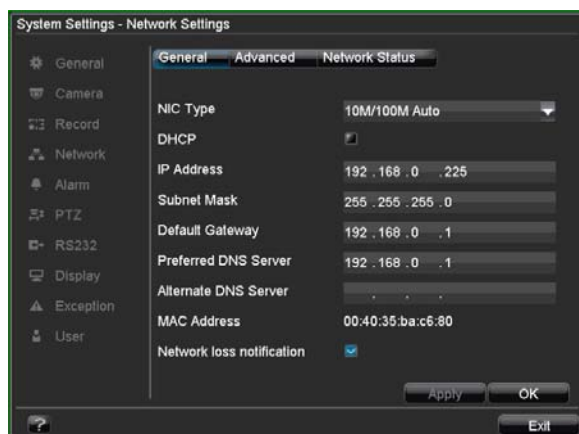 System Settings - Network Settings
General
Camera
Record
Network
Alarm
PTZ
RS232
Display
Exception
User
General Advanced Network Status
NIC Type 10M/100M Auto
DHCP
IP Address 192 .168 .0 .225
Subnet Mask 255 .255 .255 .0
Default Gateway 192 .168 .0 .1
Preferred DNS Server 192 .168 .0 .1
Alternate DNS Server . . .
MAC Address 00:40:35:ba:c6:80
Network loss notification
Apply OK
? Exit